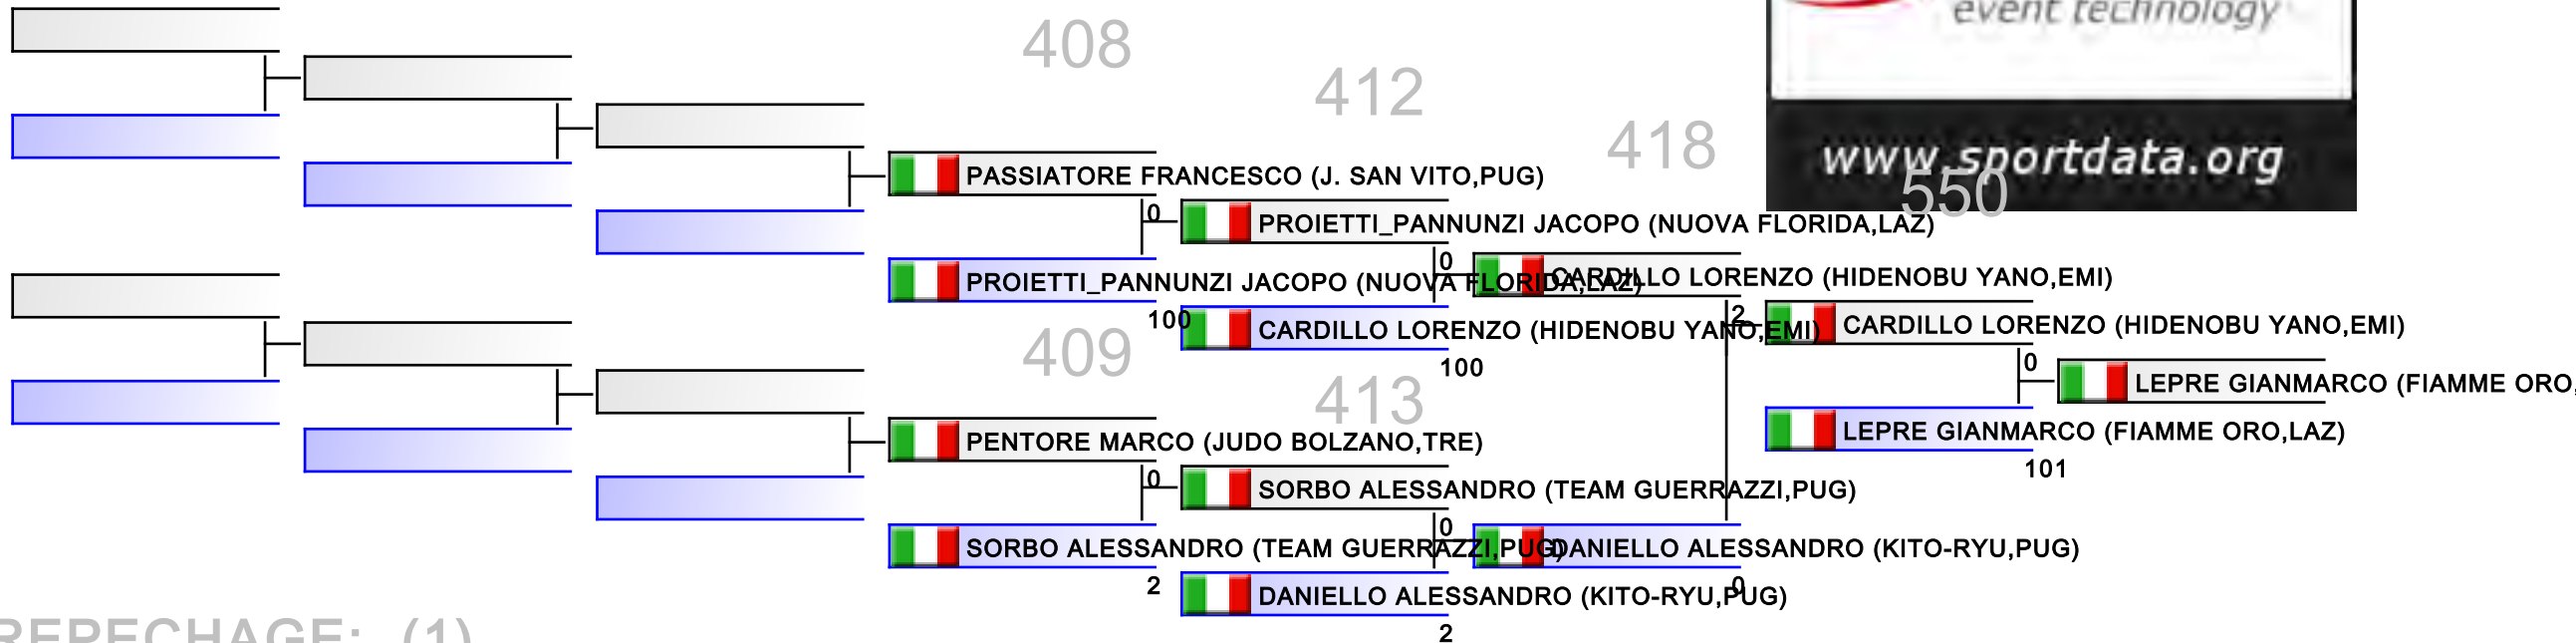 event technology
408
412
418
www.sportdata.org
550
PASSIATORE FRANCESCO (J. SAN VITO,PUG)
0
PROIETTI_PANNUNZI JACOPO (NUOVA FLORIDA,LAZ)
PROIETTI_PANNUNZI JACOPO (NUOVA FLORIDA,LAZ)
0
CARDILLO LORENZO (HIDENOBU YANO,EMI)
100
CARDILLO LORENZO (HIDENOBU YANO,EMI)
2
CARDILLO LORENZO (HIDENOBU YANO,EMI)
409
100
0
LEPRE GIANMARCO (FIAMME ORO,
413
PENTORE MARCO (JUDO BOLZANO,TRE)
LEPRE GIANMARCO (FIAMME ORO,LAZ)
101
0
SORBO ALESSANDRO (TEAM GUERRAZZI,PUG)
0
SORBO ALESSANDRO (TEAM GUERRAZZI,PUG)
DANIELLO ALESSANDRO (KITO-RYU,PUG)
2
DANIELLO ALESSANDRO (KITO-RYU,PUG)
0
2
REPECHAGE: (1)